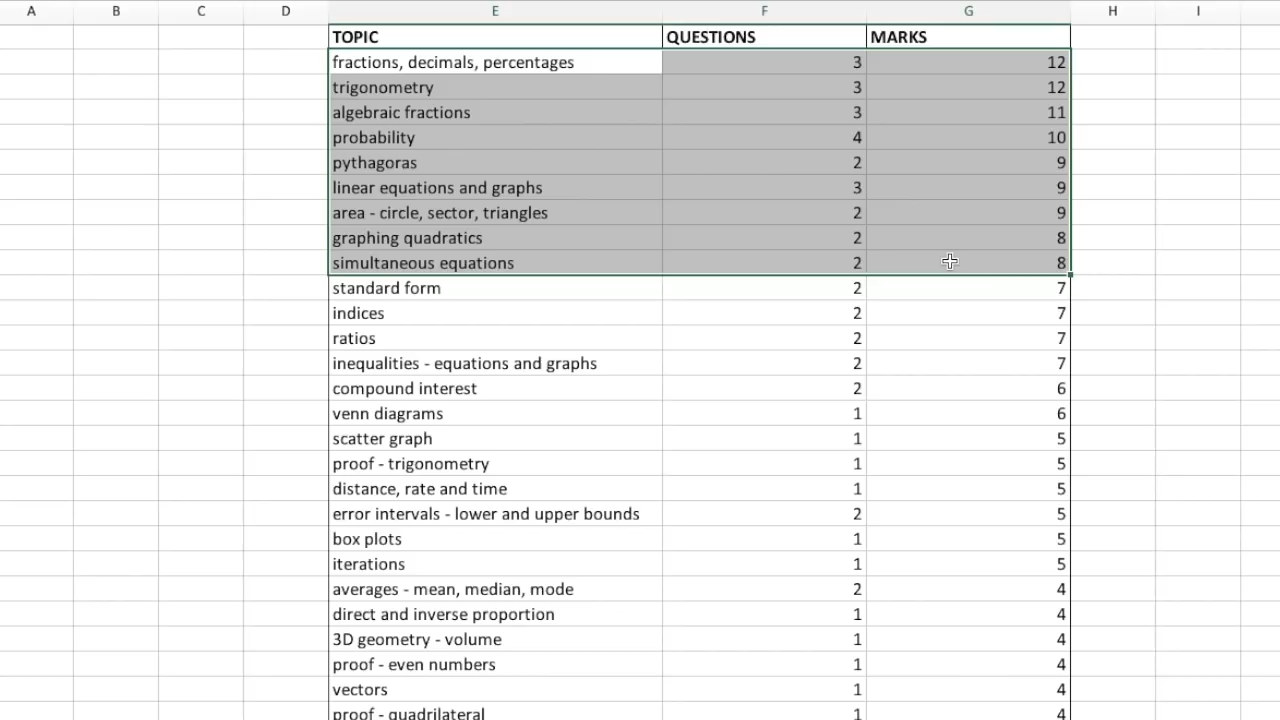 A B C D E F G H I
TOPIC QUESTIONS MARKS
fractions, decimals, percentages 3 12
trigonometry 3 12
algebraic fractions 3 11
probability 4 10
pythagoras 2 9
linear equations and graphs 3 9
area - circle, sector, triangles 2 9
graphing quadratics 2 8
simultaneous equations 2 8
standard form 2 7
indices 2 7
ratios 2 7
inequalities - equations and graphs 2 7
compound interest 2 6
venn diagrams 1 6
scatter graph 1 5
proof - trigonometry 1 5
distance, rate and time 1 5
error intervals - lower and upper bounds 2 5
box plots 1 5
iterations 1 5
averages - mean, median, mode 2 4
direct and inverse proportion 1 4
3D geometry - volume 1 4
proof - even numbers 1 4
vectors 1 4
proof - quadrilateral 1 4